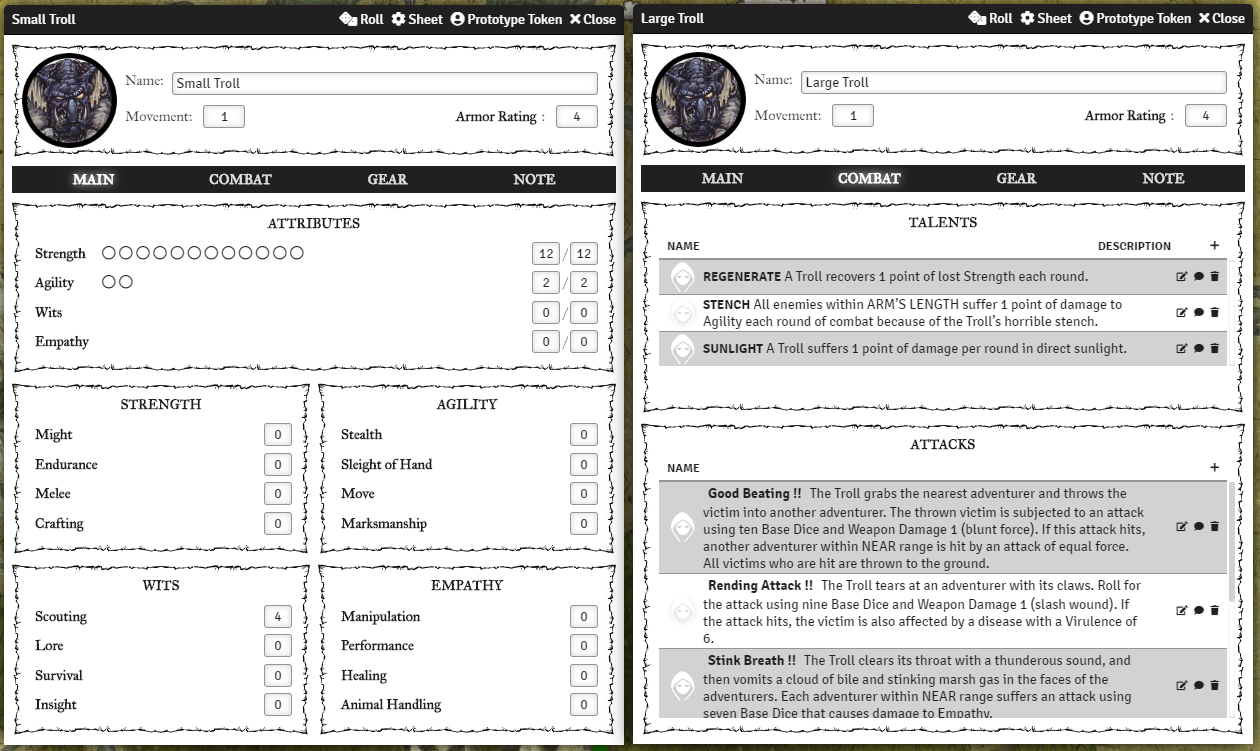 Small Troll
Roll Sheet Prototype Token Close
Name: Small Troll
Movement: 1 Armor Rating : 4
MAIN COMBAT GEAR NOTE
ATTRIBUTES
Strength 12 / 12
Agility 2 / 2
Wits 0 / 0
Empathy 0 / 0
STRENGTH
Might 0
Endurance 0
Melee 0
Crafting 0
AGILITY
Stealth 0
Sleight of Hand 0
Move 0
Marksmanship 0
WITS
Scouting 4
Lore 0
Survival 0
Insight 0
EMPATHY
Manipulation 0
Performance 0
Healing 0
Animal Handling 0
Large Troll
Roll Sheet Prototype Token Close
Name: Large Troll
Movement: 1 Armor Rating : 4
MAIN COMBAT GEAR NOTE
TALENTS
NAME DESCRIPTION +
REGENERATE A Troll recovers 1 point of lost Strength each round.
STENCH All enemies within ARM'S LENGTH suffer 1 point of damage to
Agility each round of combat because of the Troll's horrible stench.
SUNLIGHT A Troll suffers 1 point of damage per round in direct sunlight.
ATTACKS
NAME +
Good Beating !! The Troll grabs the nearest adventurer and throws the
victim into another adventurer. The thrown victim is subjected to an attack
using ten Base Dice and Weapon Damage 1 (blunt force). If this attack hits,
another adventurer within NEAR range is hit by an attack of equal force.
All victims who are hit are thrown to the ground.
Rending Attack !! The Troll tears at an adventurer with its claws. Roll for
the attack using nine Base Dice and Weapon Damage 1 (slash wound). If
the attack hits, the victim is also affected by a disease with a Virulence of
6.
Stink Breath !! The Troll clears its throat with a thunderous sound, and
then vomits a cloud of bile and stinking marsh gas in the faces of the
adventurers. Each adventurer within NEAR range suffers an attack using
seven Base Dice that causes damage to Empathy.